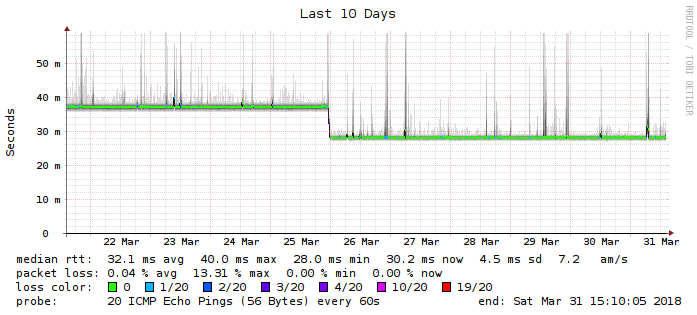 Last 10 Days
RRDTOOL / TOBI OETIKER
Seconds
50 m
40 m
30 m
20 m
10 m
0
22 Mar 23 Mar 24 Mar 25 Mar 26 Mar 27 Mar 28 Mar 29 Mar 30 Mar 31 Mar
median rtt: 32.1 ms avg 40.0 ms max 28.0 ms min 30.2 ms now 4.5 ms sd 7.2 am/s
packet loss: 0.04 % avg 13.31 % max 0.00 % min 0.00 % now
loss color: 0 1/20 2/20 3/20 4/20 10/20 19/20
probe: 20 ICMP Echo Pings (56 Bytes) every 60s end: Sat Mar 31 15:10:05 2018